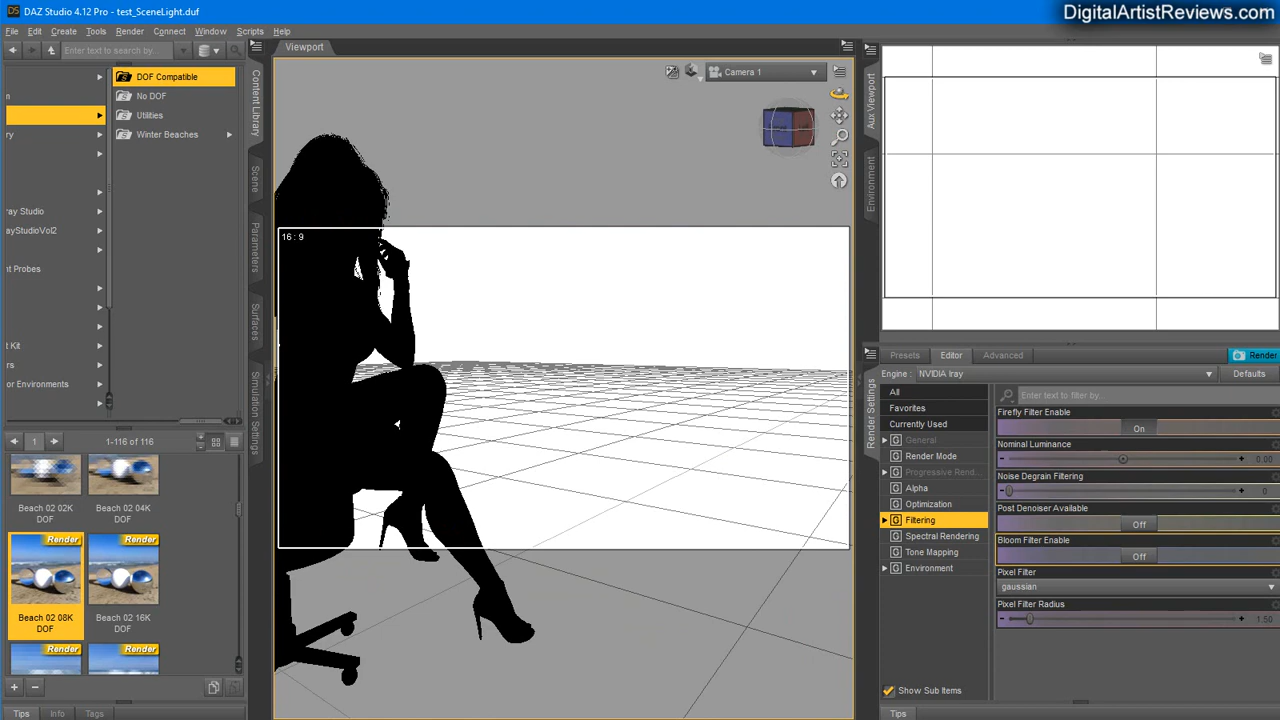 DAZ Studio 4.12 Pro - test_SceneLight.duf
DigitalArtistReviews.com
File Edit Create Tools Render Connect Window Scripts Help
Enter text to search by...
DOF Compatible
No DOF
Utilities
Winter Beaches
ray Studio
rayStudioVol2
nt Probes
t Kit
rs
or Environments
1
1-116 of 116
Beach 02 02K
DOF
Beach 02 04K
DOF
Render
Render
Beach 02 08K
DOF
Beach 02 16K
DOF
Render
Render
Tips Info Tags
Content Library
Scene
Parameters
Surfaces
Simulation Settings
Viewport
Camera 1
16 : 9
Aux Viewport
Environment
Render Settings
Presets Editor Advanced
Render
Engine : NVIDIA Iray
Defaults
All
Favorites
Currently Used
General
Render Mode
Progressive Rend...
Alpha
Optimization
Filtering
Spectral Rendering
Tone Mapping
Environment
Enter text to filter by...
Firefly Filter Enable
On
Nominal Luminance
0.00
Noise Degrain Filtering
0
Post Denoiser Available
Off
Bloom Filter Enable
Off
Pixel Filter
gaussian
Pixel Filter Radius
1.50
Show Sub Items
Tips